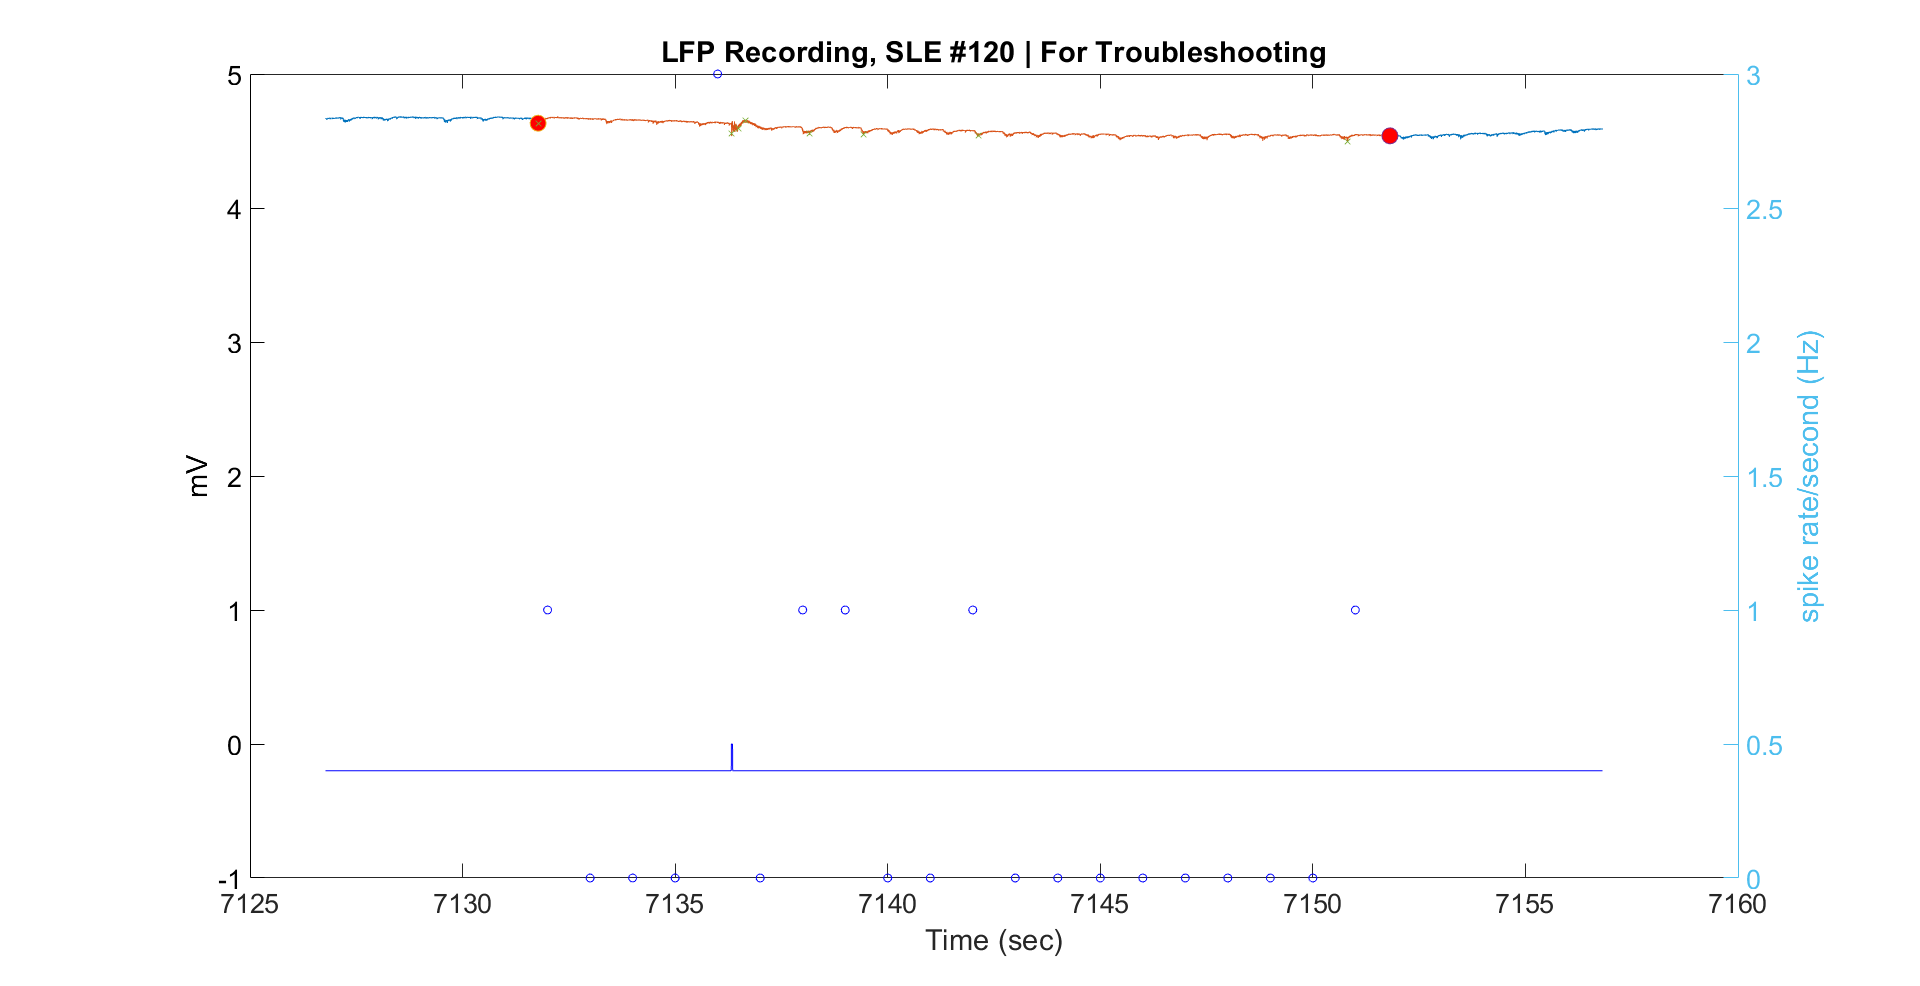 LFP Recording, SLE #120 | For Troubleshooting
5
4
3
2
1
0
-1
mV
7125 7130 7135 7140 7145 7150 7155 7160
Time (sec)
3
2.5
2
1.5
1
0.5
0
spike rate/second (Hz)